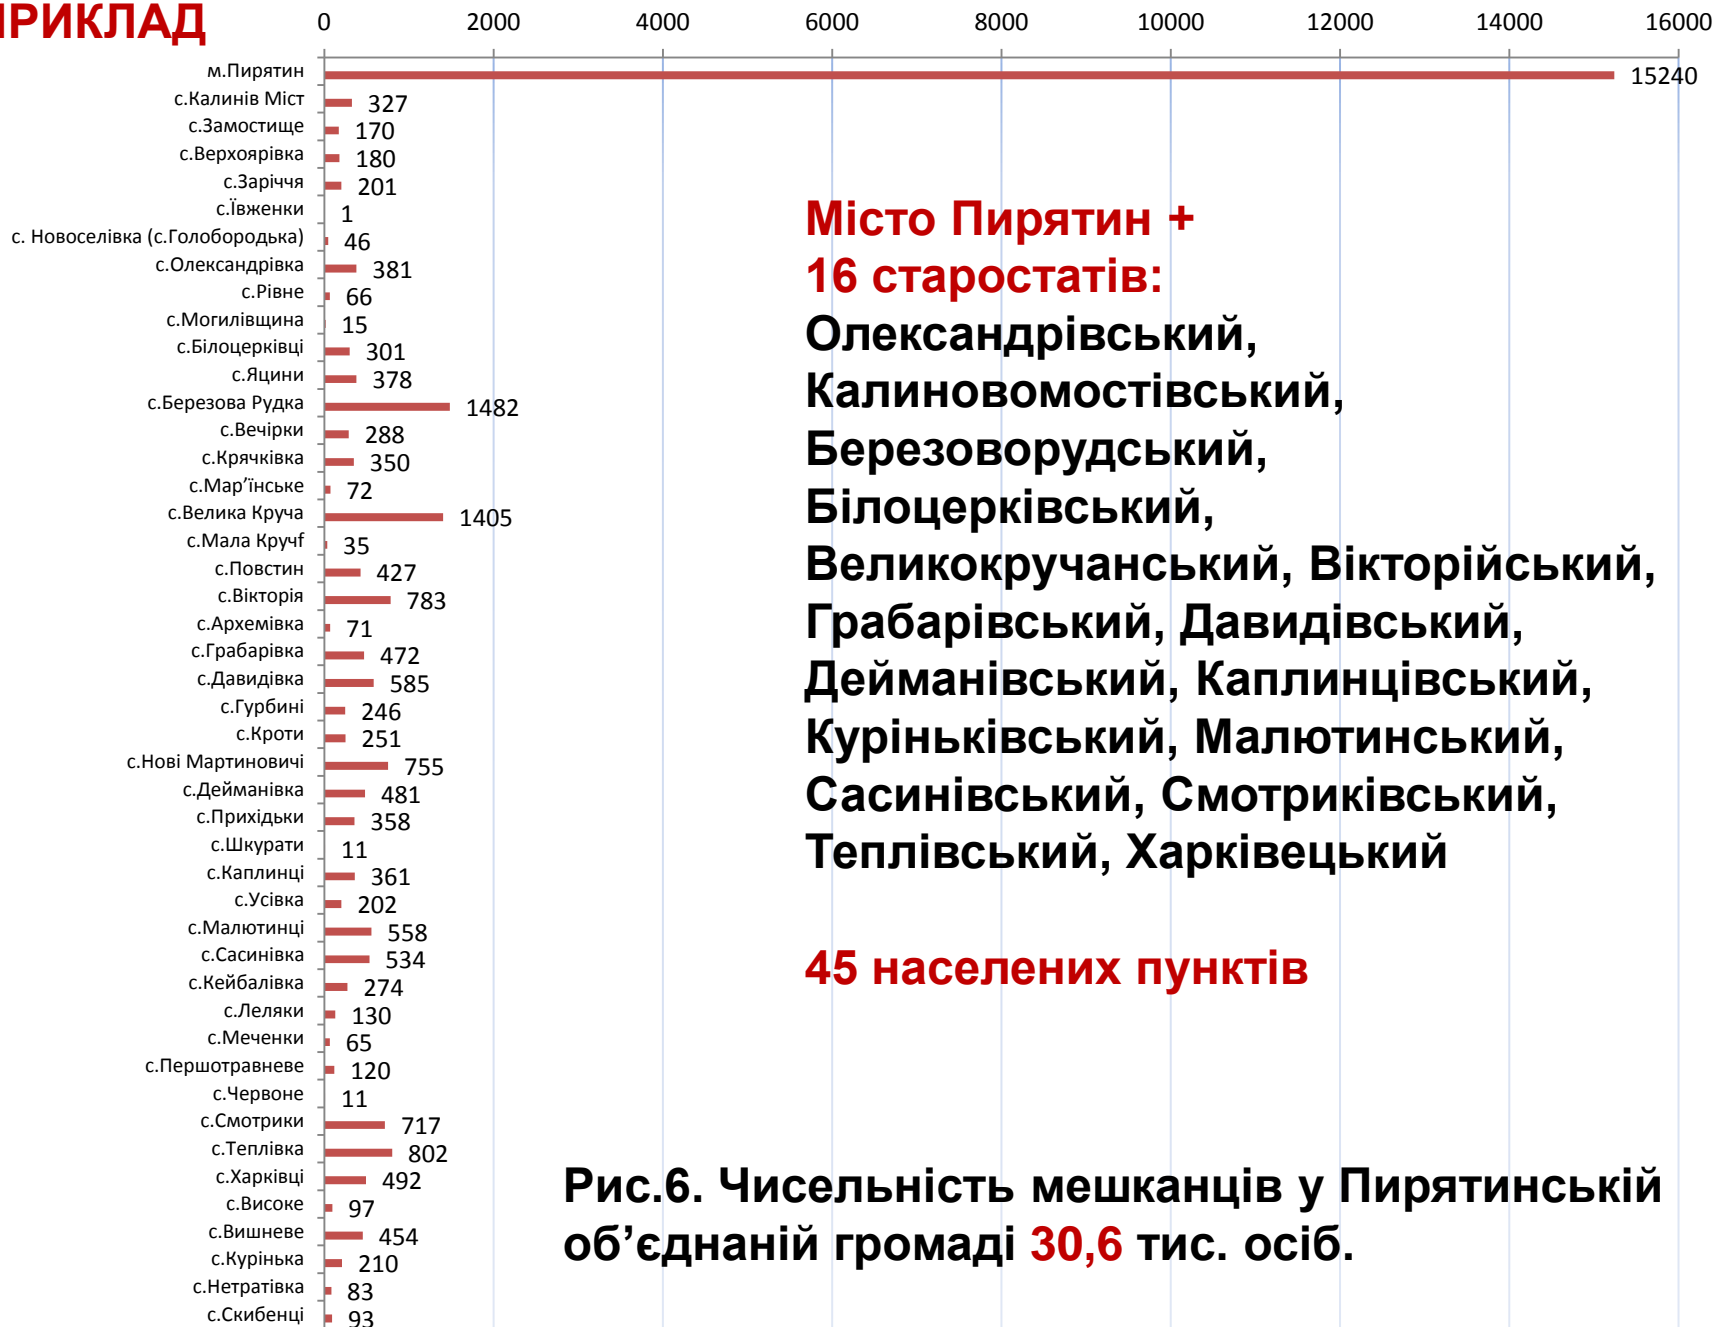 ПРИКЛАД
0 2000 4000 6000 8000 10000 12000 14000 16000
м.Пирятин 15240
с.Калинів Міст 327
с.Замостище 170
с.Верхоярівка 180
с.Заріччя 201
с.Ївженки 1
с. Новоселівка (с.Голобородька) 46
с.Олександрівка 381
с.Рівне 66
с.Могилівщина 15
с.Білоцерківці 301
с.Яцини 378
с.Березова Рудка 1482
с.Вечірки 288
с.Крячківка 350
с.Мар’їнське 72
с.Велика Круча 1405
с.Мала Кручf 35
с.Повстин 427
с.Вікторія 783
с.Архемівка 71
с.Грабарівка 472
с.Давидівка 585
с.Гурбині 246
с.Кроти 251
с.Нові Мартиновичі 755
с.Дейманівка 481
с.Прихідьки 358
с.Шкурати 11
с.Каплинці 361
с.Усівка 202
с.Малютинці 558
с.Сасинівка 534
с.Кейбалівка 274
с.Леляки 130
с.Меченки 65
с.Першотравневе 120
с.Червоне 11
с.Смотрики 717
с.Теплівка 802
с.Харківці 492
с.Високе 97
с.Вишневе 454
с.Курінька 210
с.Нетратівка 83
с.Скибенці 93
Місто Пирятин +
16 старостатів:
Олександрівський,
Калиновомостівський,
Березоворудський,
Білоцерківський,
Великокручанський, Вікторійський,
Грабарівський, Давидівський,
Дейманівський, Каплинцівський,
Куріньківський, Малютинський,
Сасинівський, Смотриківський,
Теплівський, Харківецький
45 населених пунктів
Рис.6. Чисельність мешканців у Пирятинській
об’єднаній громаді 30,6 тис. осіб.